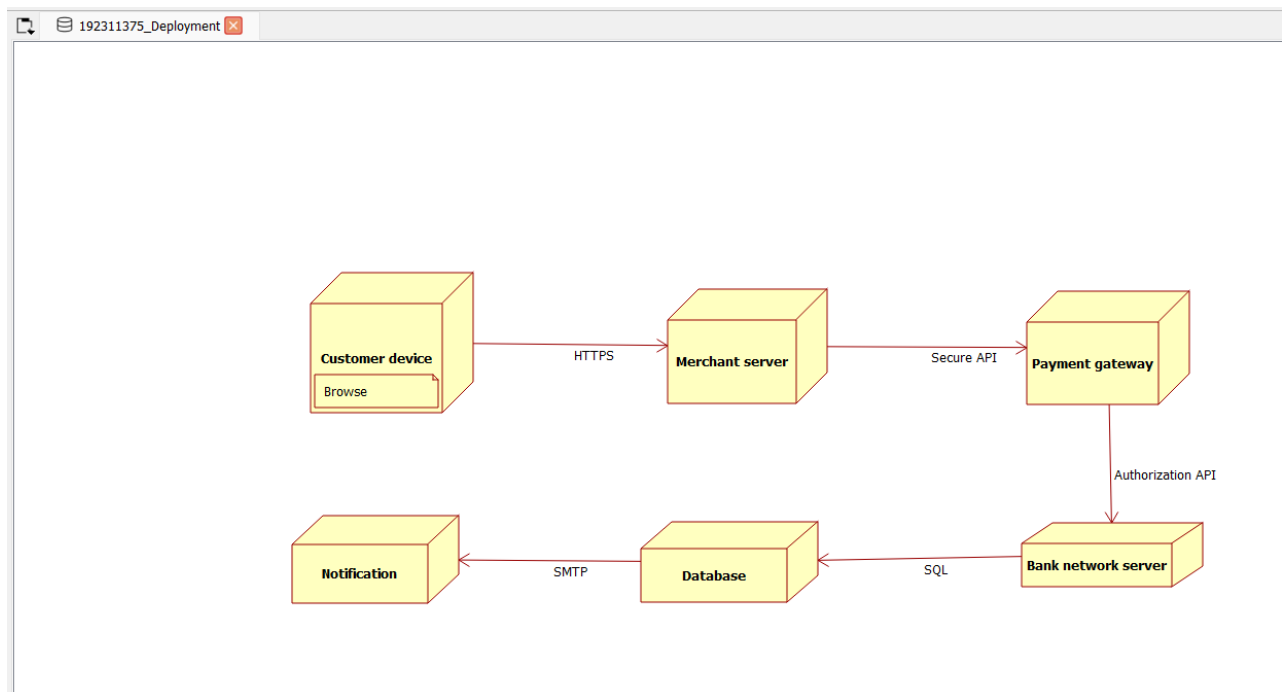 192311375_Deployment
Customer device
Browse
HTTPS
Merchant server
Secure API
Payment gateway
Authorization API
Notification
SMTP
Database
SQL
Bank network server